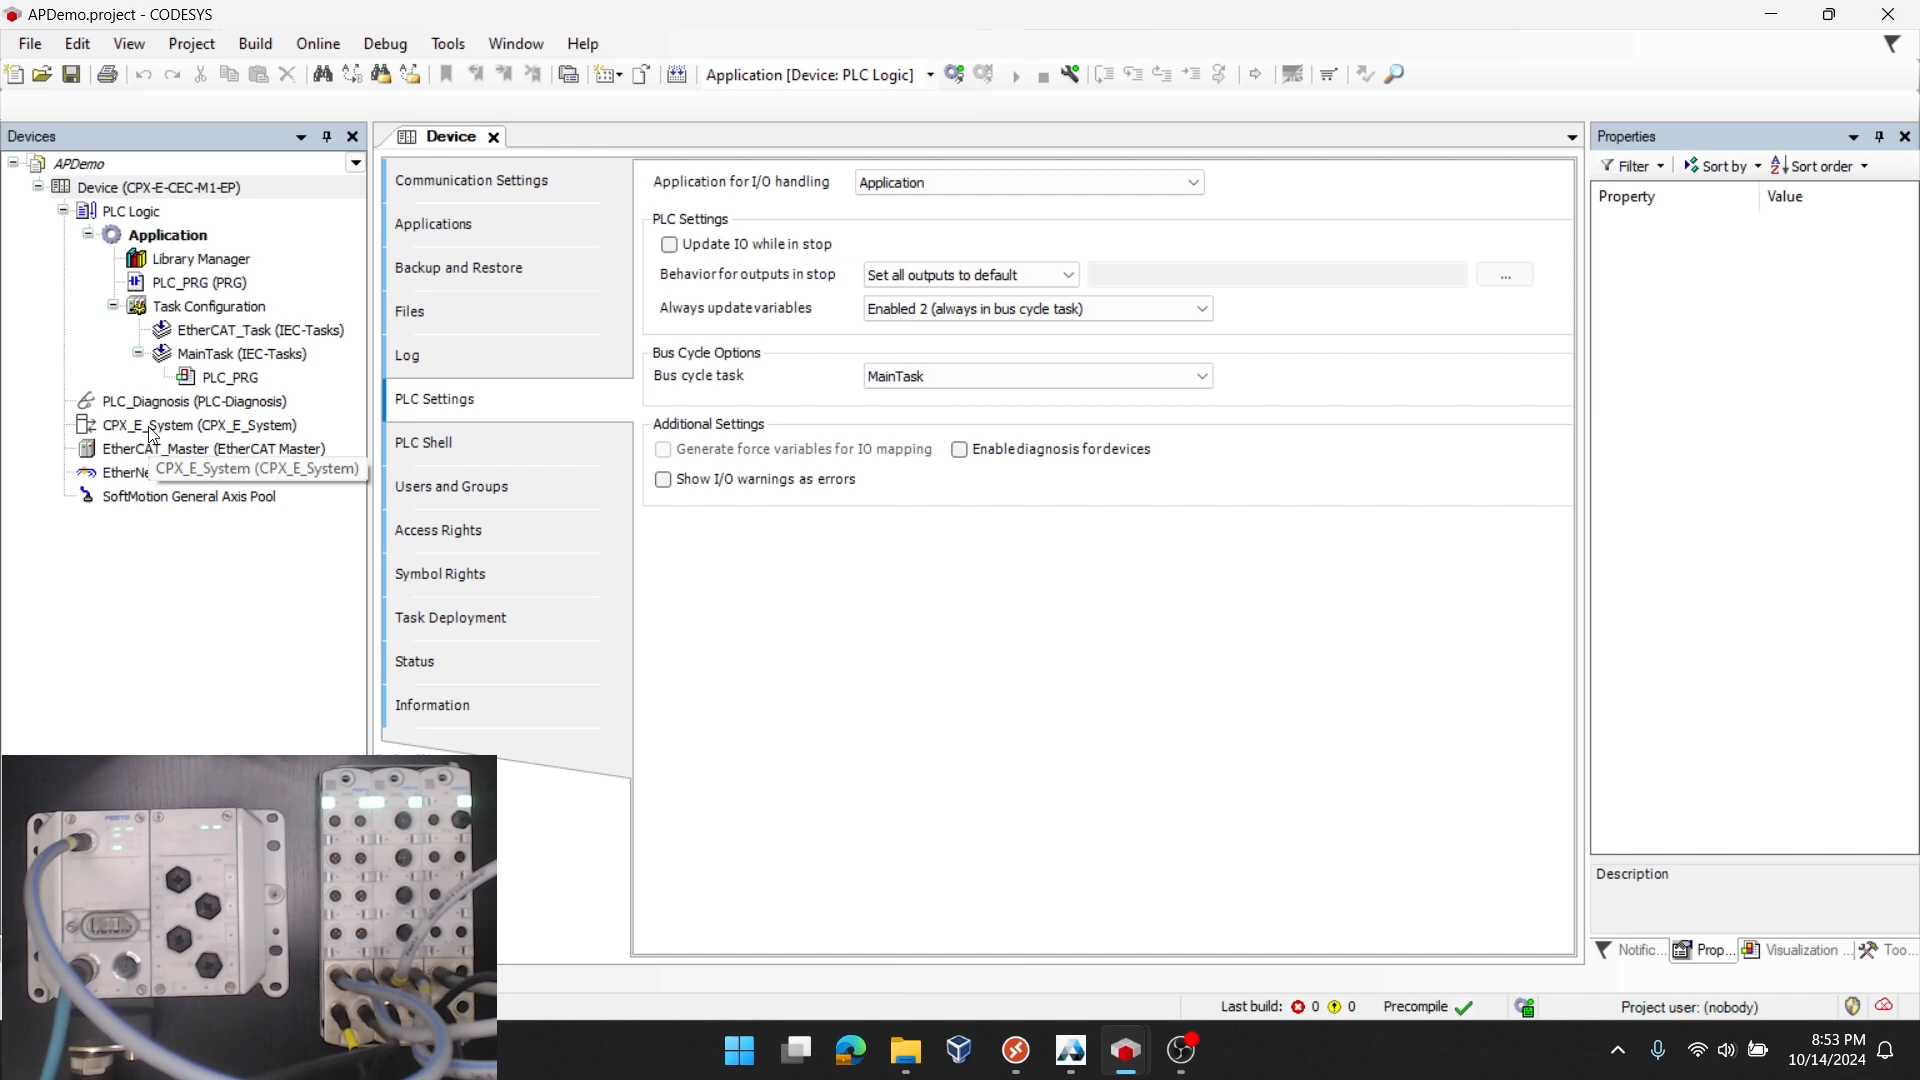 APDemo.project - CODESYS
File Edit View Project Build Online Debug Tools Window Help
Application [Device: PLC Logic]
Devices
APDemo
Device (CPX-E-CEC-M1-EP)
PLC Logic
Application
Library Manager
PLC_PRG (PRG)
Task Configuration
EtherCAT_Task (IEC-Tasks)
MainTask (IEC-Tasks)
PLC_PRG
PLC_Diagnosis (PLC-Diagnosis)
CPX_E_System (CPX_E_System)
EtherCAT_Master (EtherCAT Master)
EtherNe
CPX_E_System (CPX_E_System)
SoftMotion General Axis Pool
Device
Communication Settings
Applications
Backup and Restore
Files
Log
PLC Settings
PLC Shell
Users and Groups
Access Rights
Symbol Rights
Task Deployment
Status
Information
Application for I/O handling Application
PLC Settings
Update IO while in stop
Behavior for outputs in stop Set all outputs to default ...
Always update variables Enabled 2 (always in bus cycle task)
Bus Cycle Options
Bus cycle task MainTask
Additional Settings
Generate force variables for IO mapping Enable diagnosis for devices
Show I/O warnings as errors
Properties
Filter Sort by Sort order
Property Value
Description
Notific... Prop... Visualization ... Too...
FESTO
Last build: 0 0 Precompile Project user: (nobody)
8:53 PM
10/14/2024